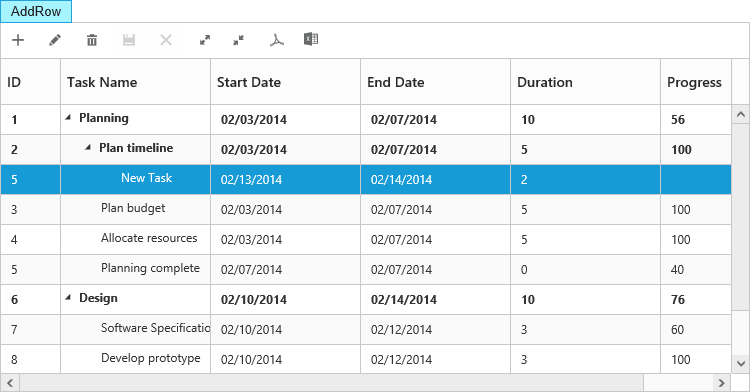 AddRow
ID Task Name Start Date End Date Duration Progress
1 Planning 02/03/2014 02/07/2014 10 56
2 Plan timeline 02/03/2014 02/07/2014 5 100
5 New Task 02/13/2014 02/14/2014 2
3 Plan budget 02/03/2014 02/07/2014 5 100
4 Allocate resources 02/03/2014 02/07/2014 5 100
5 Planning complete 02/07/2014 02/07/2014 0 40
6 Design 02/10/2014 02/14/2014 10 76
7 Software Specificatio 02/10/2014 02/12/2014 3 60
8 Develop prototype 02/10/2014 02/12/2014 3 100